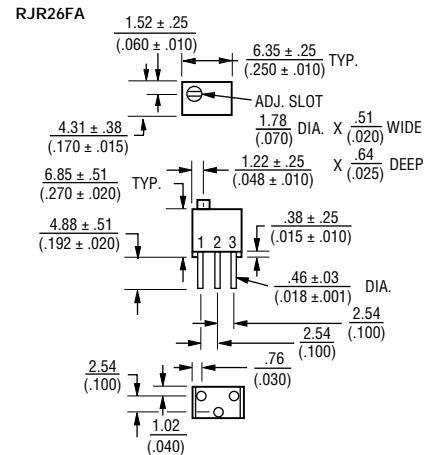 RJR26FA
1.52 ± .25
(.060 ± .010)
6.35 ± .25 TYP.
(.250 ± .010)
ADJ. SLOT
4.31 ± .38
(.170 ± .015)
1.78 DIA. X .51 WIDE
(.070) (.020)
X .64 DEEP
(.025)
1.22 ± .25
(.048 ± .010)
6.85 ± .51 TYP.
(.270 ± .020)
4.88 ± .51
(.192 ± .020)
.38 ± .25
(.015 ± .010)
1 2 3
.46 ±.03 DIA.
(.018 ±.001)
2.54
(.100)
2.54
(.100)
2.54
(.100)
.76
(.030)
1.02
(.040)